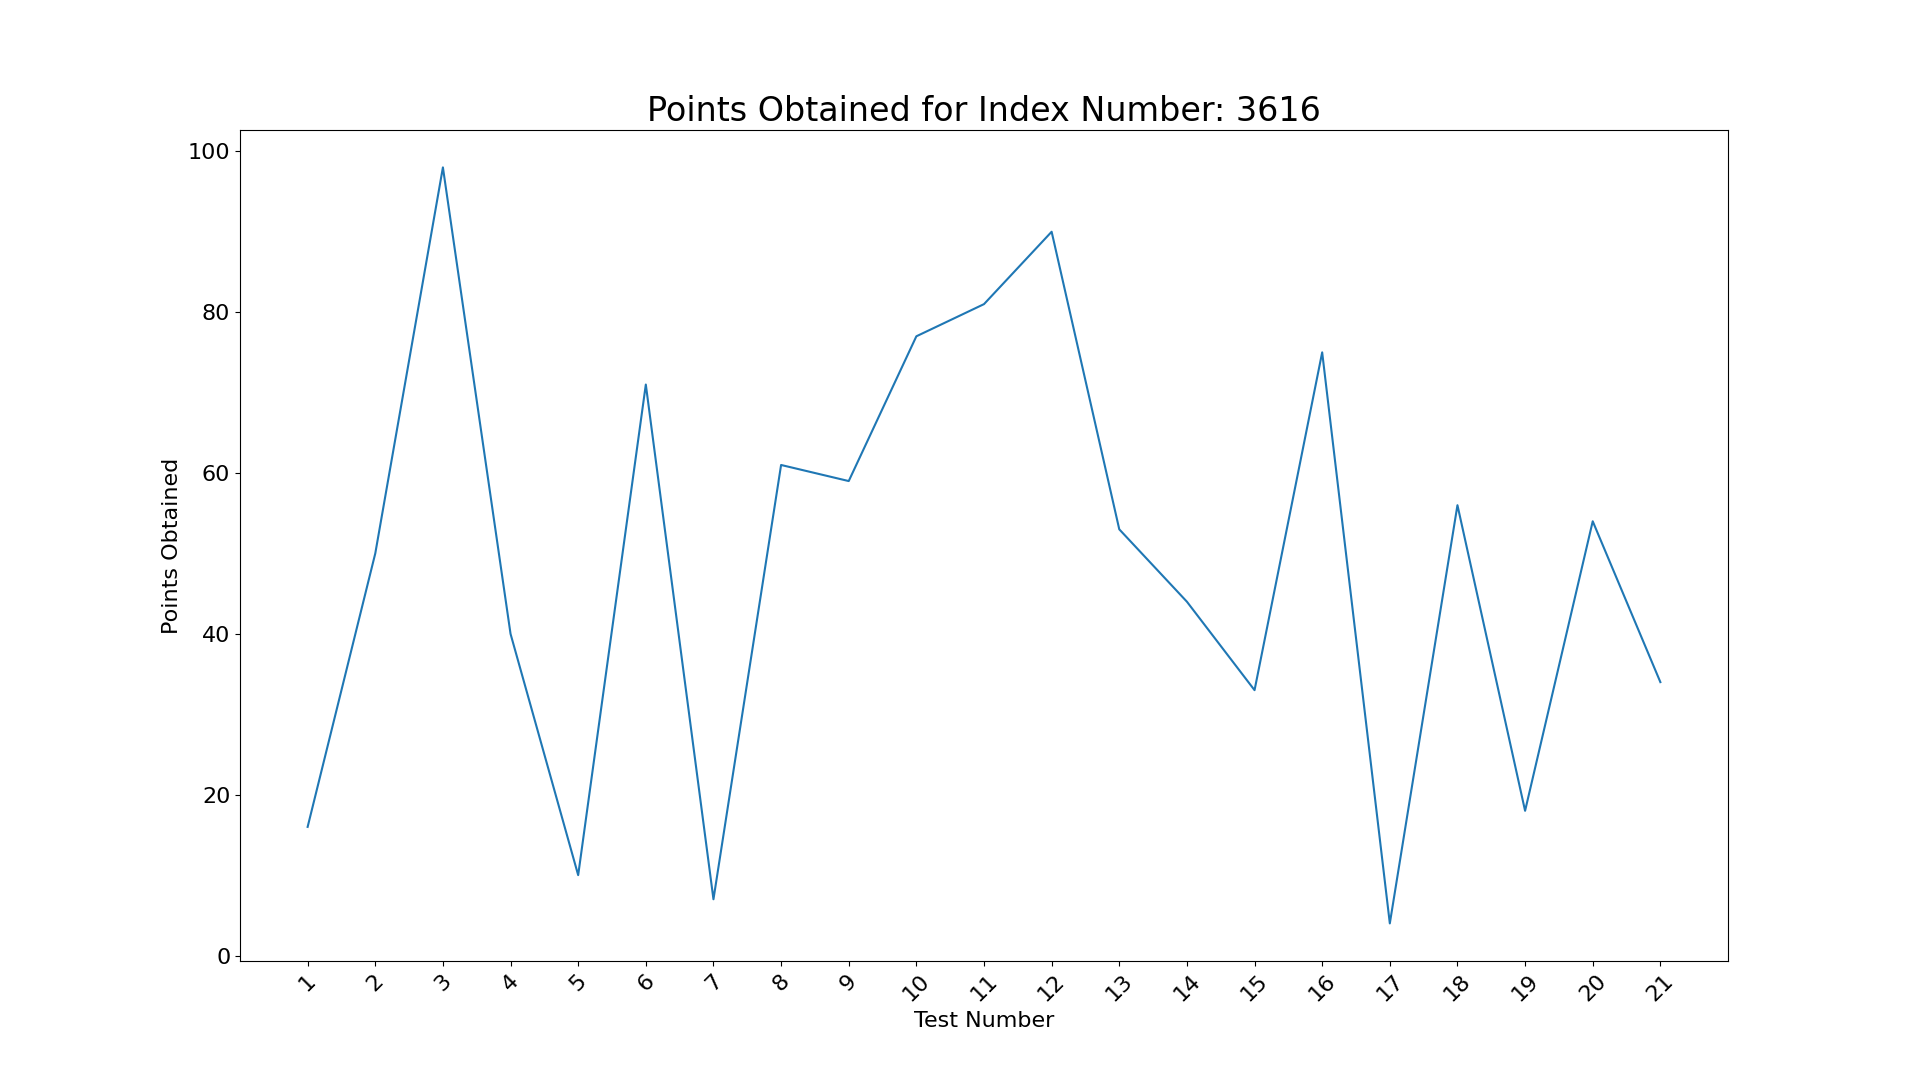 Points Obtained for Index Number: 3616
100
80
60
40
20
0
Points Obtained
1 2 3 4 5 6 7 8 9 10 11 12 13 14 15 16 17 18 19 20 21
Test Number